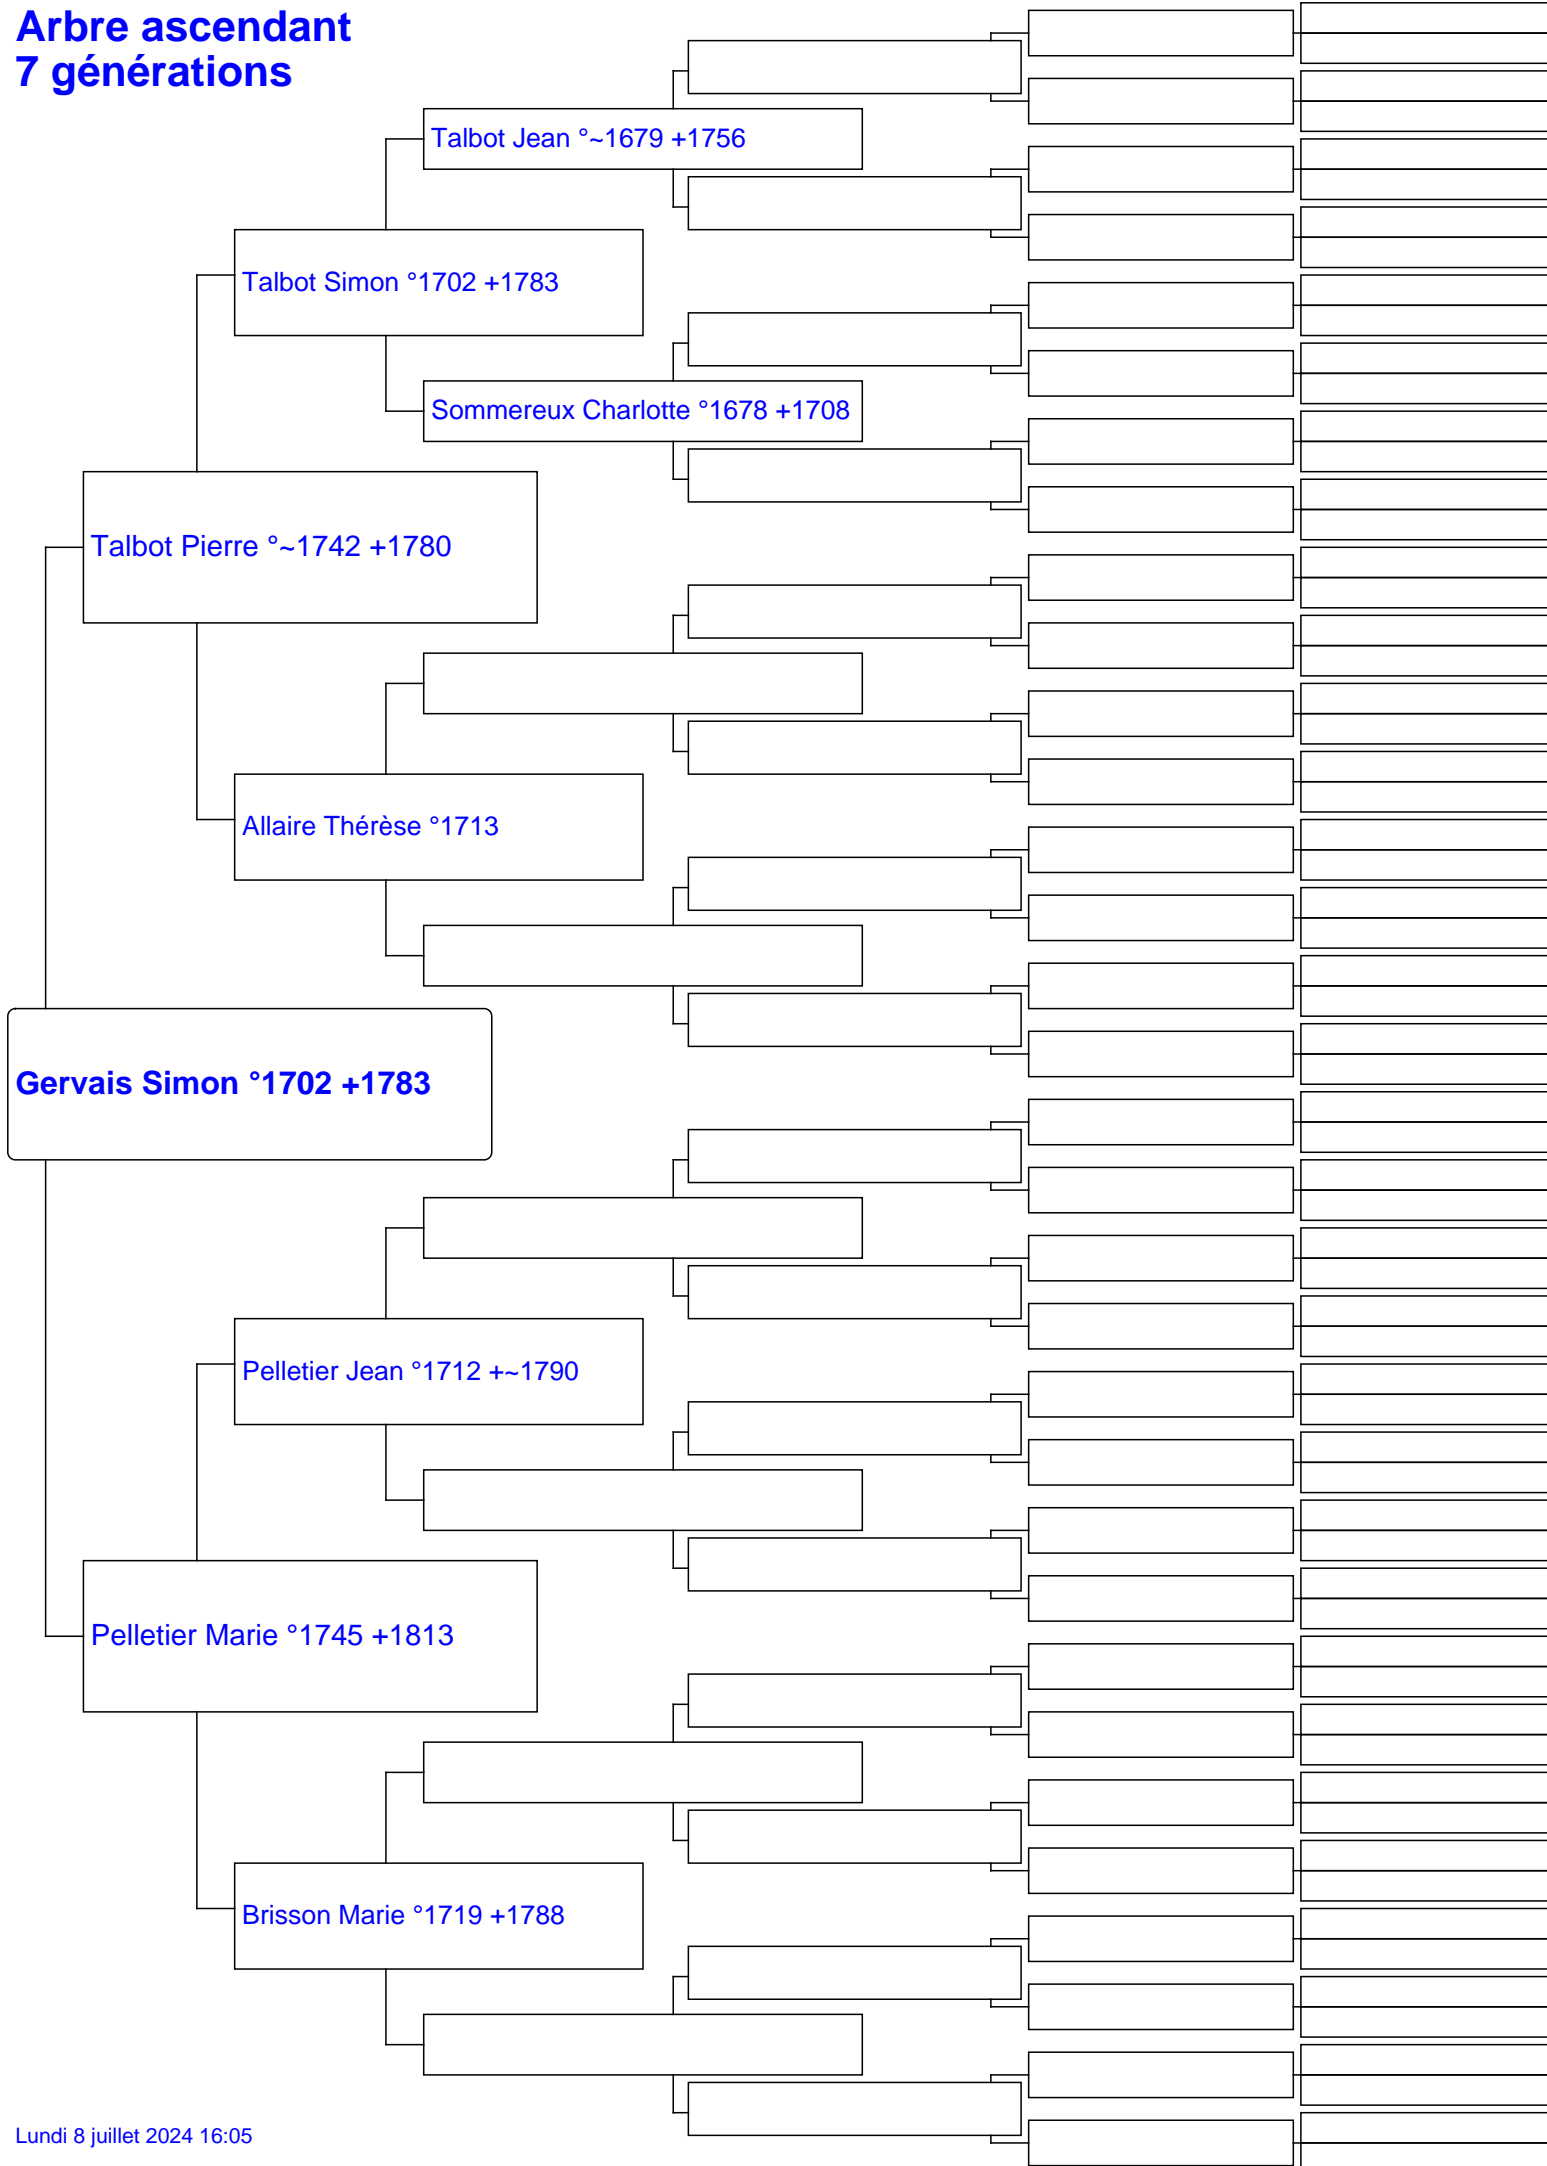 Arbre ascendant
7 générations
Talbot Jean °~1679 +1756
Talbot Simon °1702 +1783
Sommereux Charlotte °1678 +1708
Talbot Pierre °~1742 +1780
Allaire Thérèse °1713
Gervais Simon °1702 +1783
Pelletier Jean °1712 +~1790
Pelletier Marie °1745 +1813
Brisson Marie °1719 +1788
Lundi 8 juillet 2024 16:05